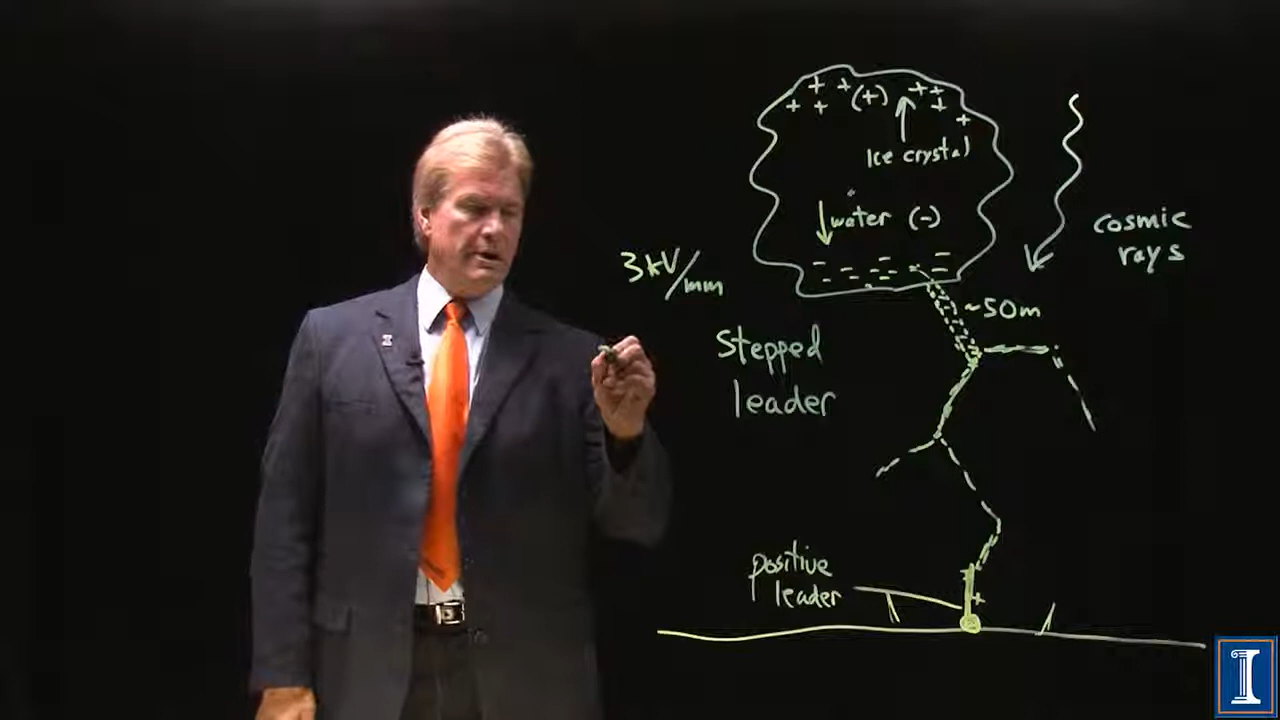 + + (+) + +
+ + + +
Ice crystal
water (-)
cosmic
rays
3kV/mm
~50m
Stepped
leader
positive
leader
+
I